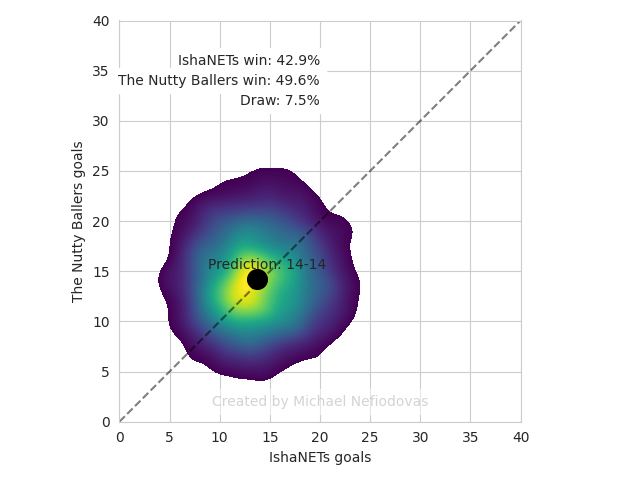 40
35
30
25
20
15
10
5
0
The Nutty Ballers goals
IshaNETs win: 42.9%
The Nutty Ballers win: 49.6%
Draw: 7.5%
Prediction: 14-14
Created by Michael Nefiodovas
0 5 10 15 20 25 30 35 40
IshaNETs goals